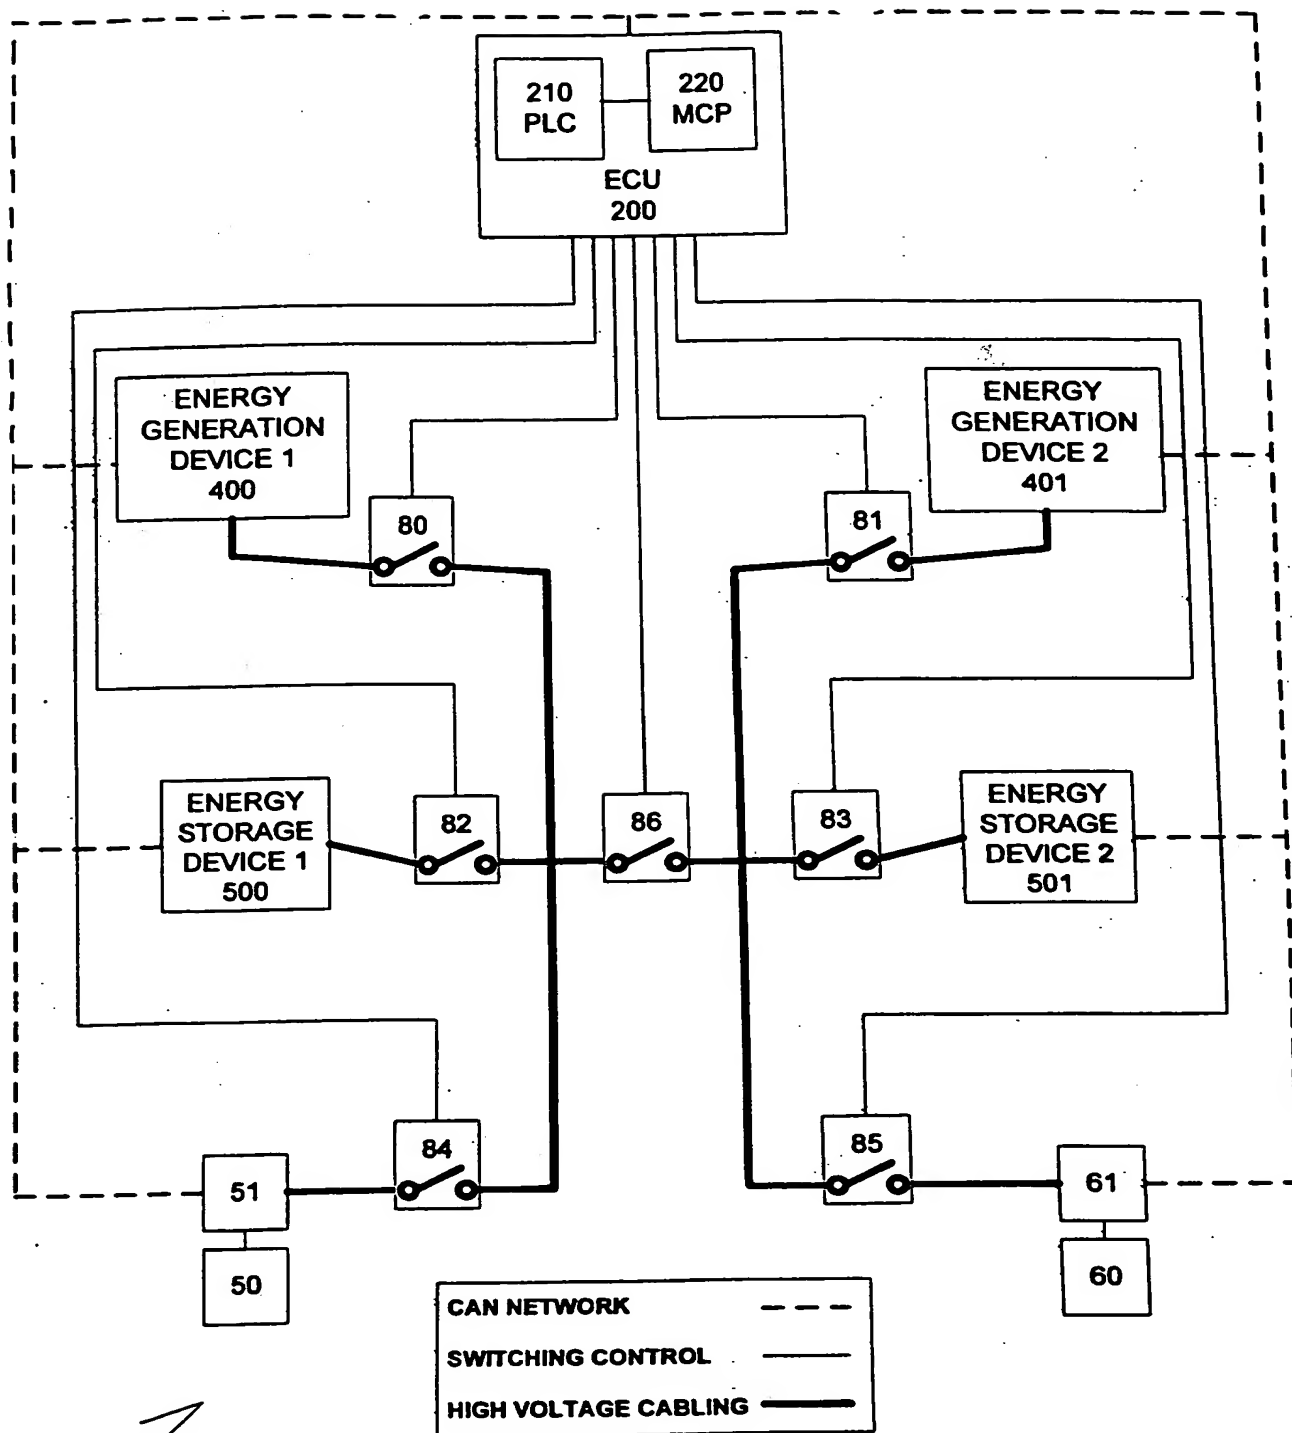 210
PLC
220
MCP
ECU
200
ENERGY
GENERATION
DEVICE 1
400
ENERGY
GENERATION
DEVICE 2
401
80
81
ENERGY
STORAGE
DEVICE 1
500
82
86
83
ENERGY
STORAGE
DEVICE 2
501
84
85
51
61
50
60
CAN NETWORK
SWITCHING CONTROL
HIGH VOLTAGE CABLING